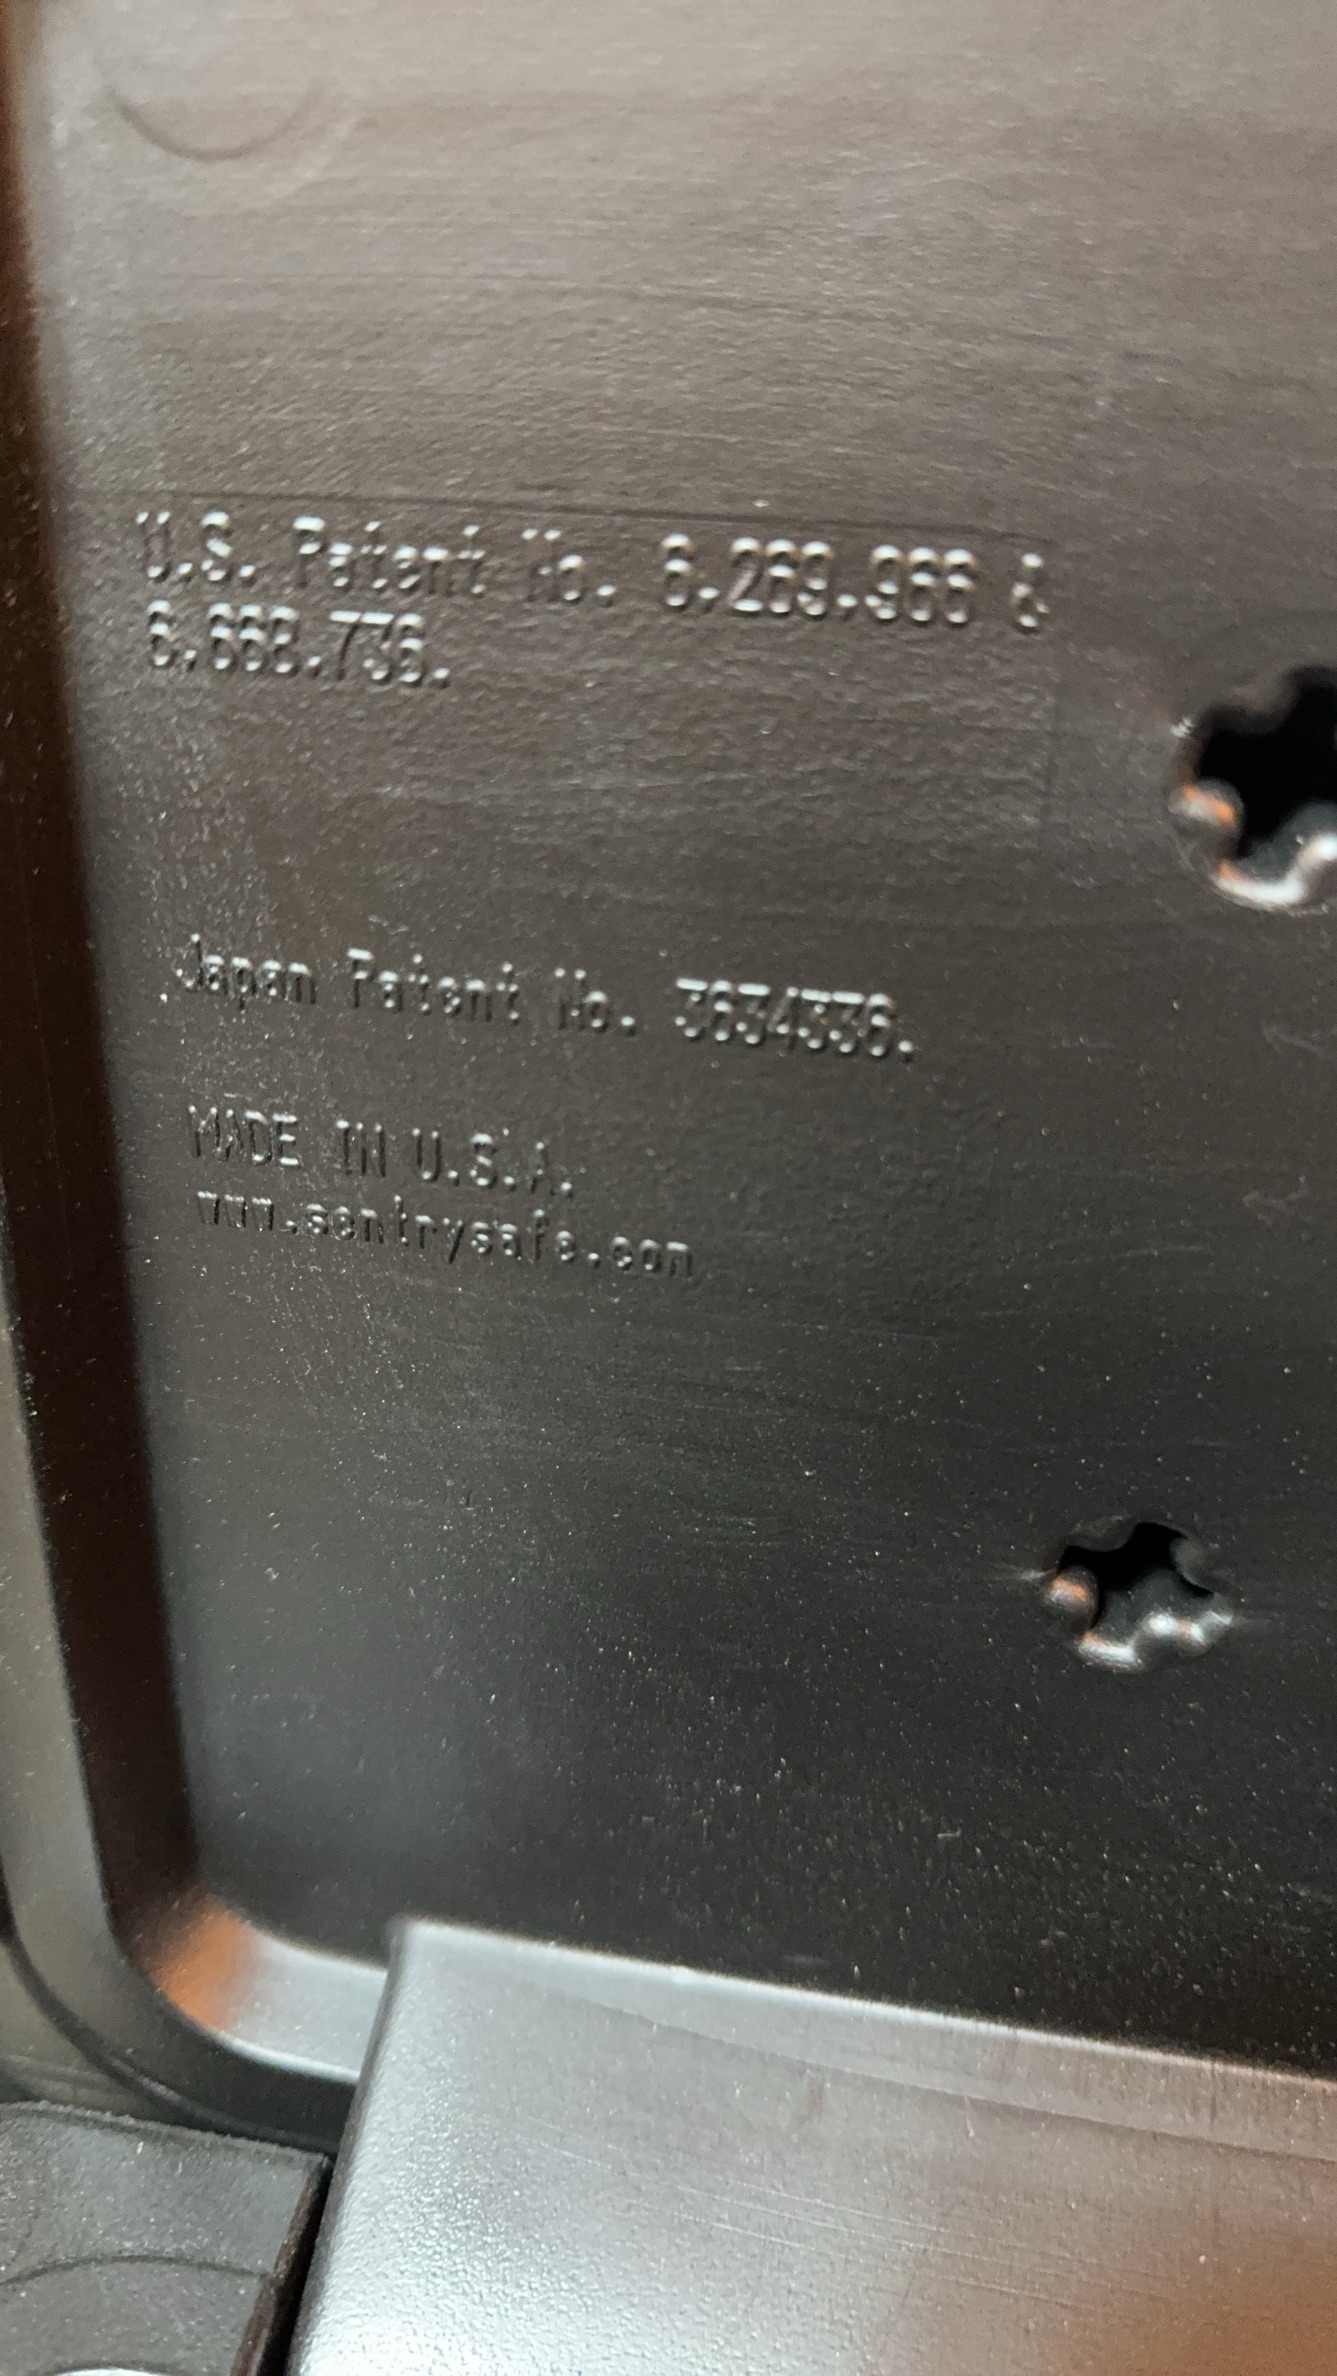 U.S. Patent No. 6.269.966 &
6.668.736.
Japan Patent No. 3634336.
MADE IN U.S.A.
www.sentrysafe.com